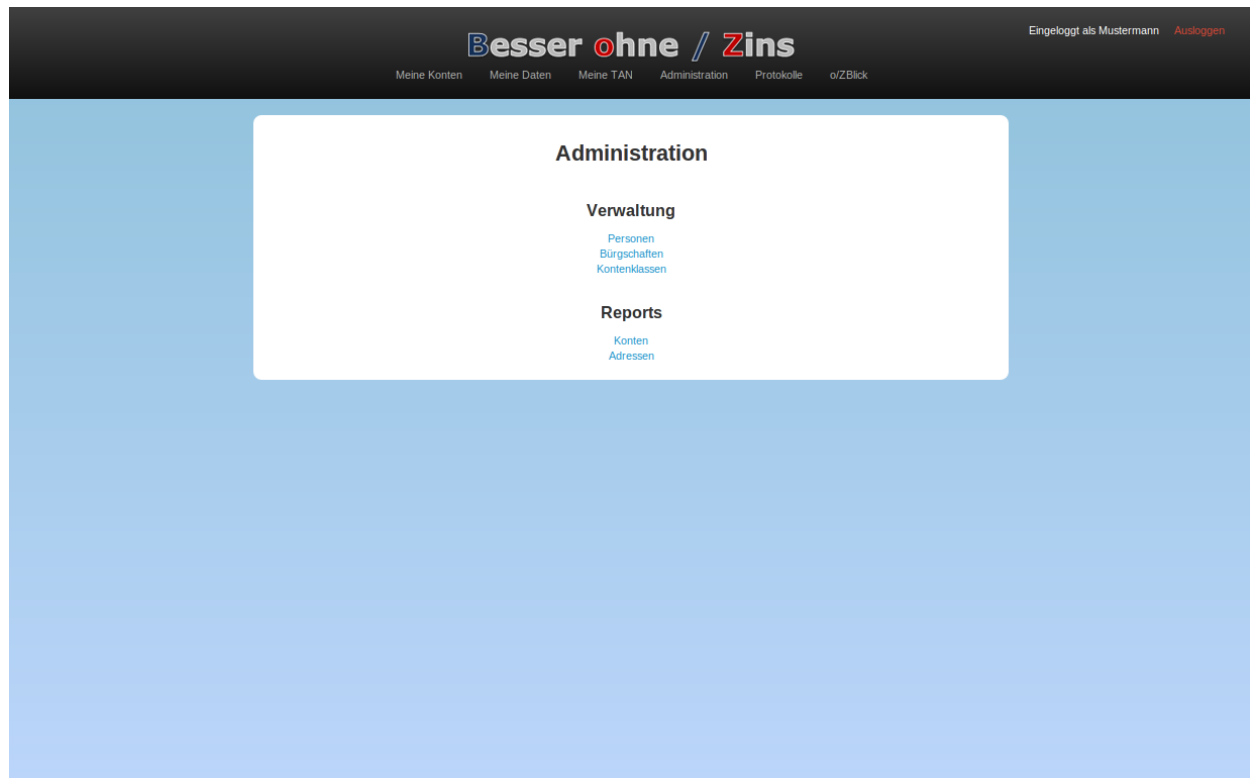 Eingeloggt als Mustermann Ausloggen
Besser ohne / Zins
Meine Konten Meine Daten Meine TAN Administration Protokolle o/ZBlick
Administration
Verwaltung
Personen
Bürgschaften
Kontenklassen
Reports
Konten
Adressen